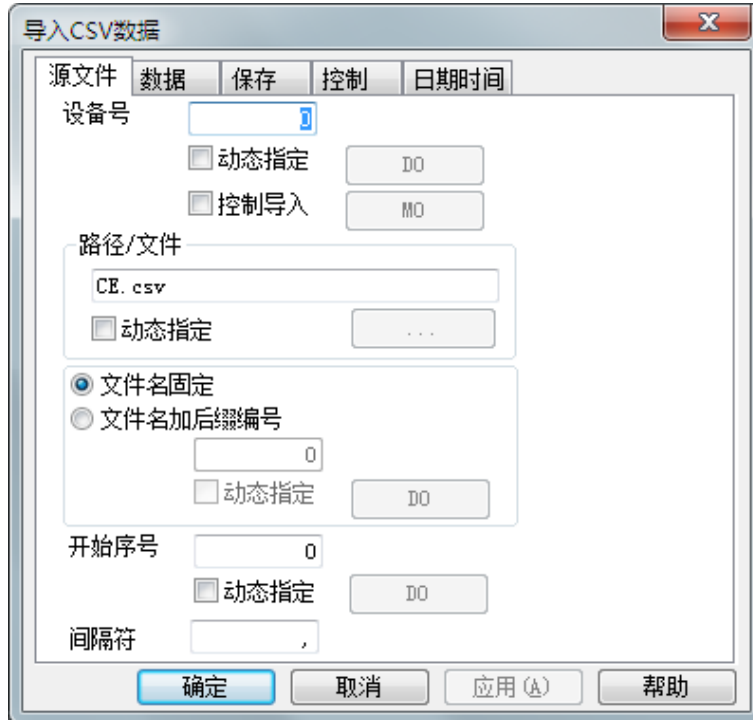 导入CSV数据
源文件 数据 保存 控制 日期时间
设备号 0
动态指定 D0
控制导入 M0
路径/文件
CE.csv
动态指定 ...
文件名固定
文件名加后缀编号
0
动态指定 D0
开始序号 0
动态指定 D0
间隔符 ,
确定 取消 应用(A) 帮助